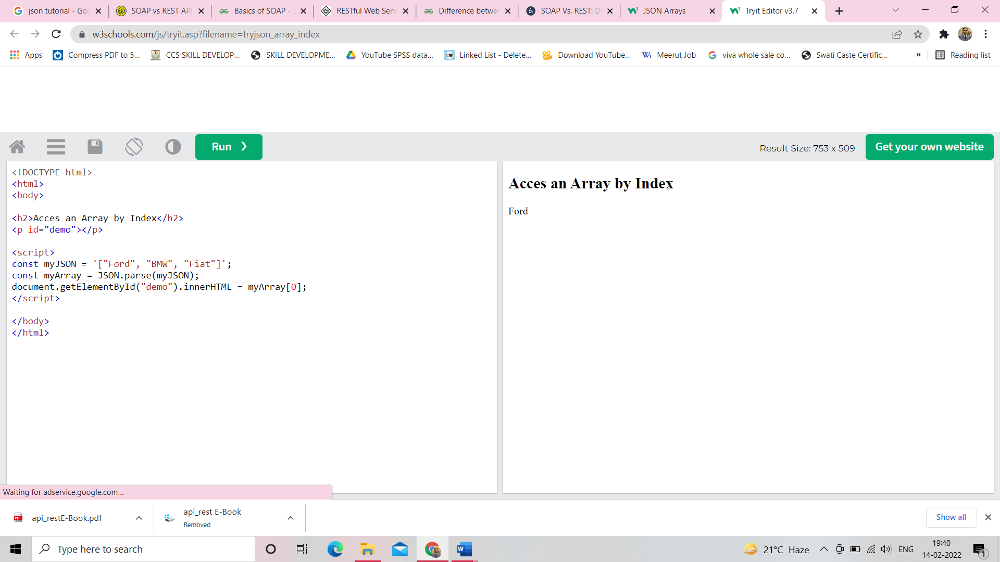 json tutorial - Goo
SOAP vs REST API
Basics of SOAP - S
RESTful Web Serv
Difference betwee
SOAP Vs. REST: D
JSON Arrays
Tryit Editor v3.7
w3schools.com/js/tryit.asp?filename=tryjson_array_index
Apps
Compress PDF to 5...
CCS SKILL DEVELOP...
SKILL DEVELOPME...
YouTube SPSS data...
Linked List - Delete...
Download YouTube...
Meerut Job
viva whole sale co...
Swati Caste Certific...
»
Reading list
Run ❯
Result Size: 753 x 509
Get your own website
<!DOCTYPE html>
<html>
<body>
<h2>Acces an Array by Index</h2>
<p id="demo"></p>
<script>
const myJSON = '["Ford", "BMW", "Fiat"]';
const myArray = JSON.parse(myJSON);
document.getElementById("demo").innerHTML = myArray[0];
</script>
</body>
</html>
Acces an Array by Index
Ford
Waiting for adservice.google.com...
PDF
api_restE-Book.pdf
api_rest E-Book
Removed
Show all
Type here to search
21°C Haze
ENG
19:40
14-02-2022
1